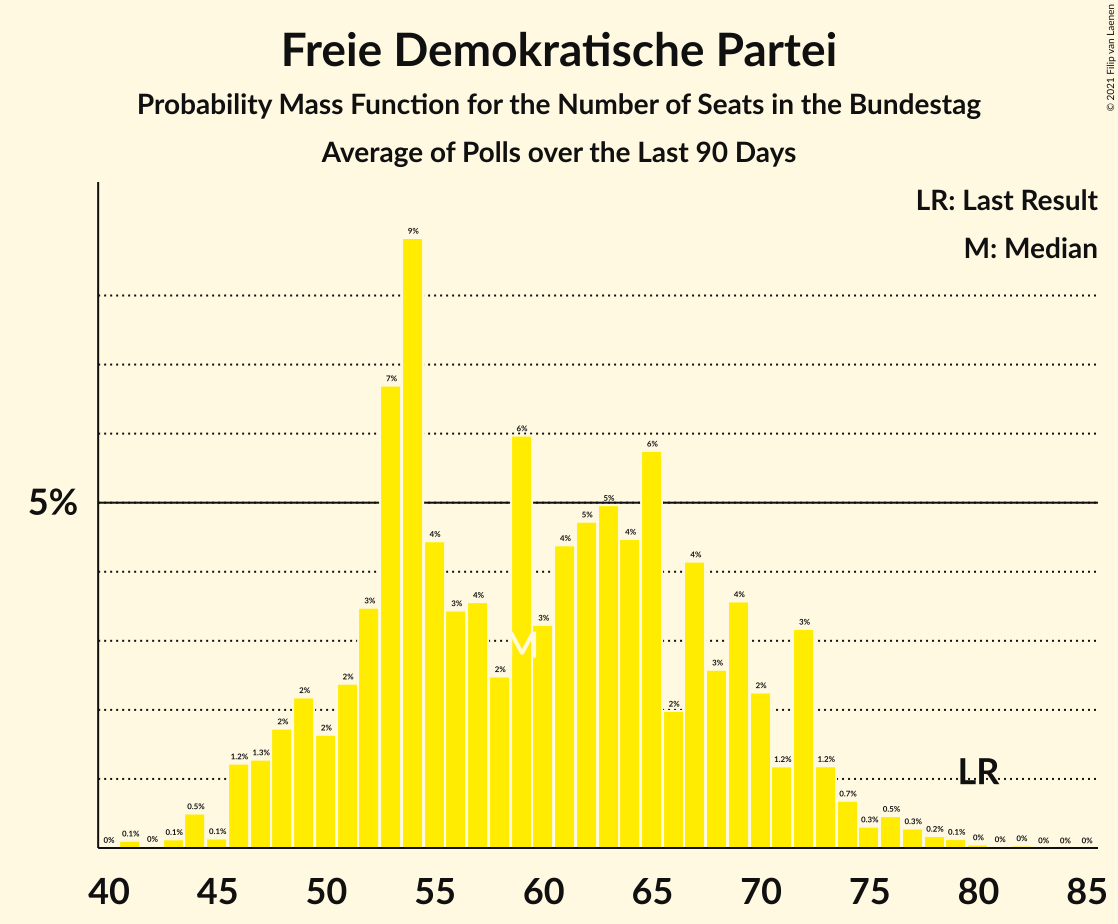 Freie Demokratische Partei
Probability Mass Function for the Number of Seats in the Bundestag
Average of Polls over the Last 90 Days
© 2021 Filip van Laenen
LR: Last Result
M: Median
5%
0% 0.1% 0% 0.1% 0.5% 0.1% 1.2% 1.3% 2% 2% 2% 2% 3% 7% 9% 4% 3% 4% 2% 6% 3% 4% 5% 5% 4% 6% 2% 4% 3% 4% 2% 1.2% 3% 1.2% 0.7% 0.3% 0.5% 0.3% 0.2% 0.1% 0% 0% 0% 0% 0% 0%
M
LR
40 45 50 55 60 65 70 75 80 85